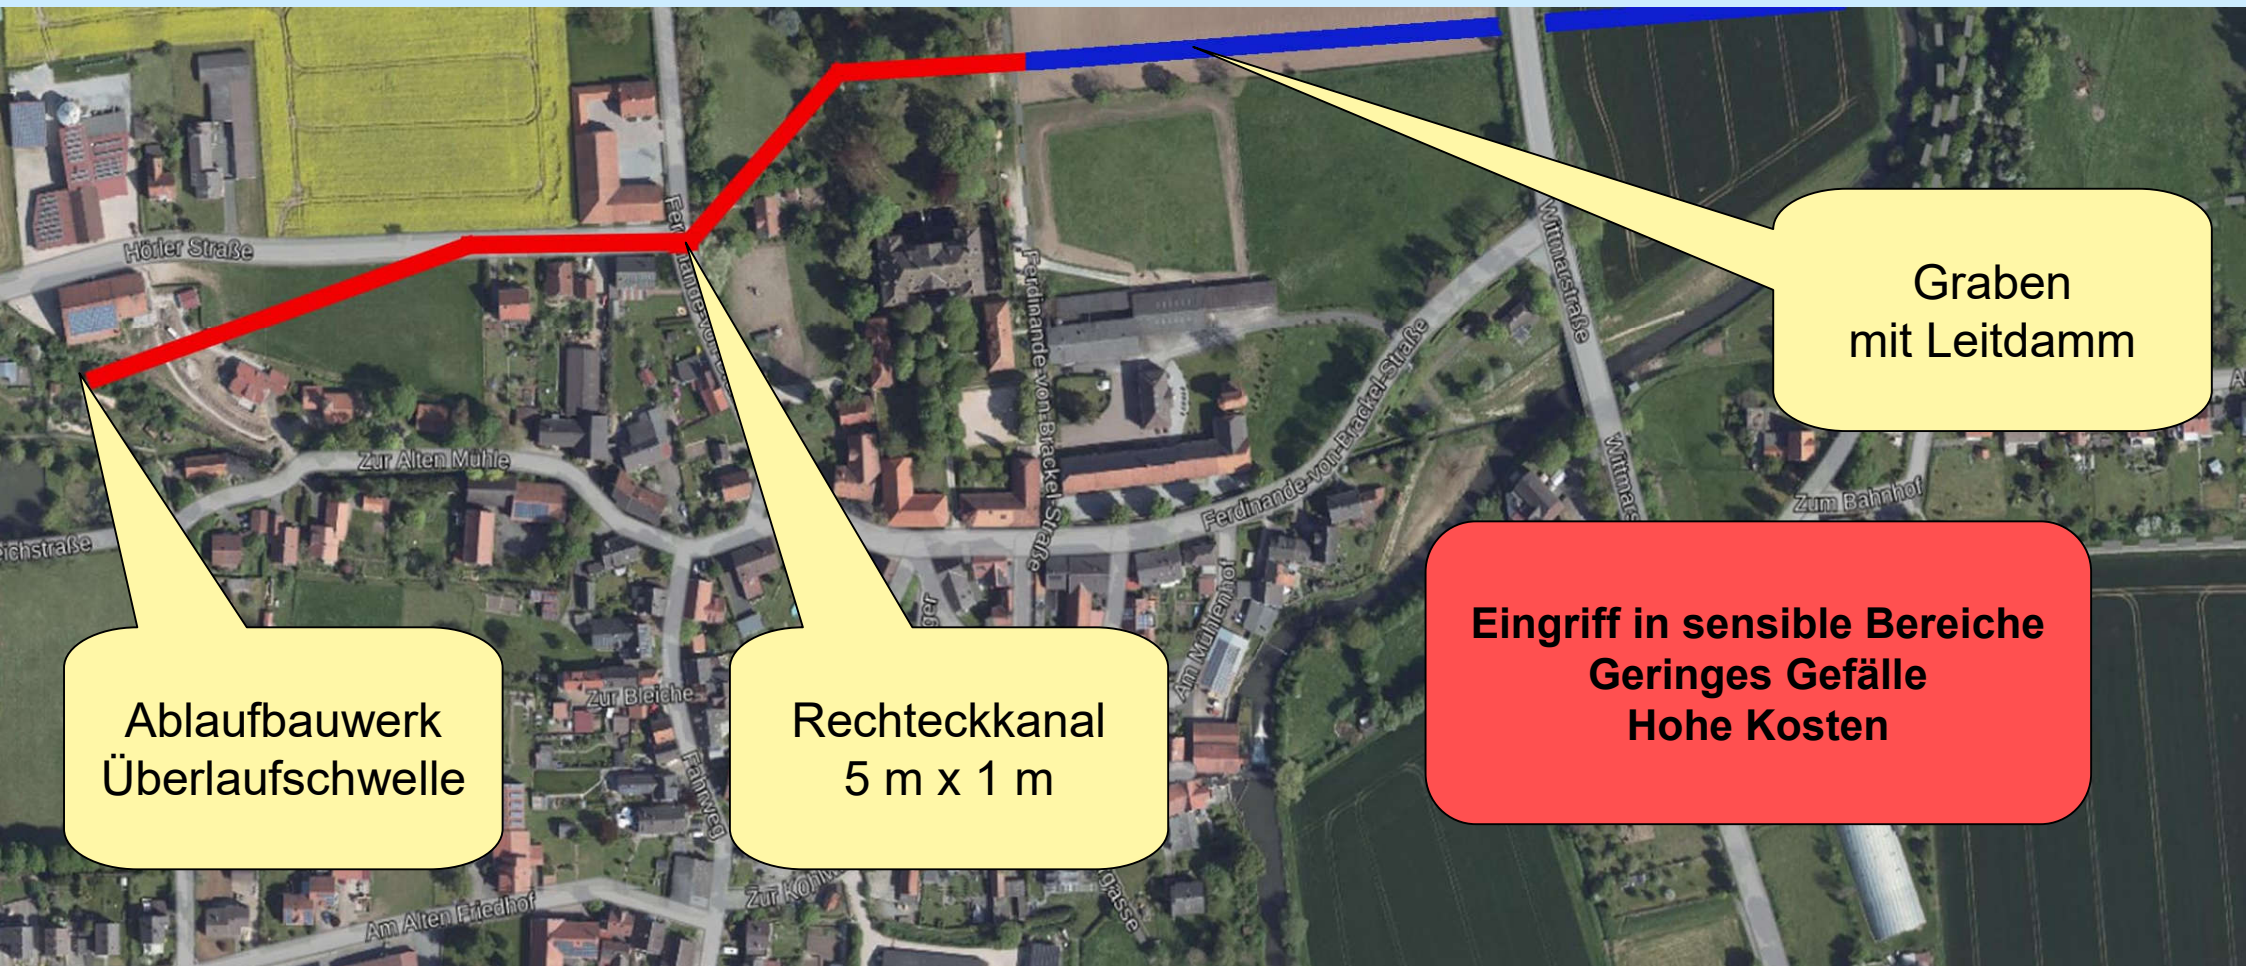 Hörler Straße
Ferdinande-von-Brackel-Straße
Wittmarstraße
Graben
mit Leitdamm
Zur Alten Mühle
Ferdinande-von-Brackel-Straße
Zum Bahnhof
Eingriff in sensible Bereiche
Geringes Gefälle
Hohe Kosten
Ablaufbauwerk
Überlaufschwelle
Rechteckkanal
5 m x 1 m
Am Mühlenhof
Zur Bleiche
Fahrweg
Am Alten Friedhof